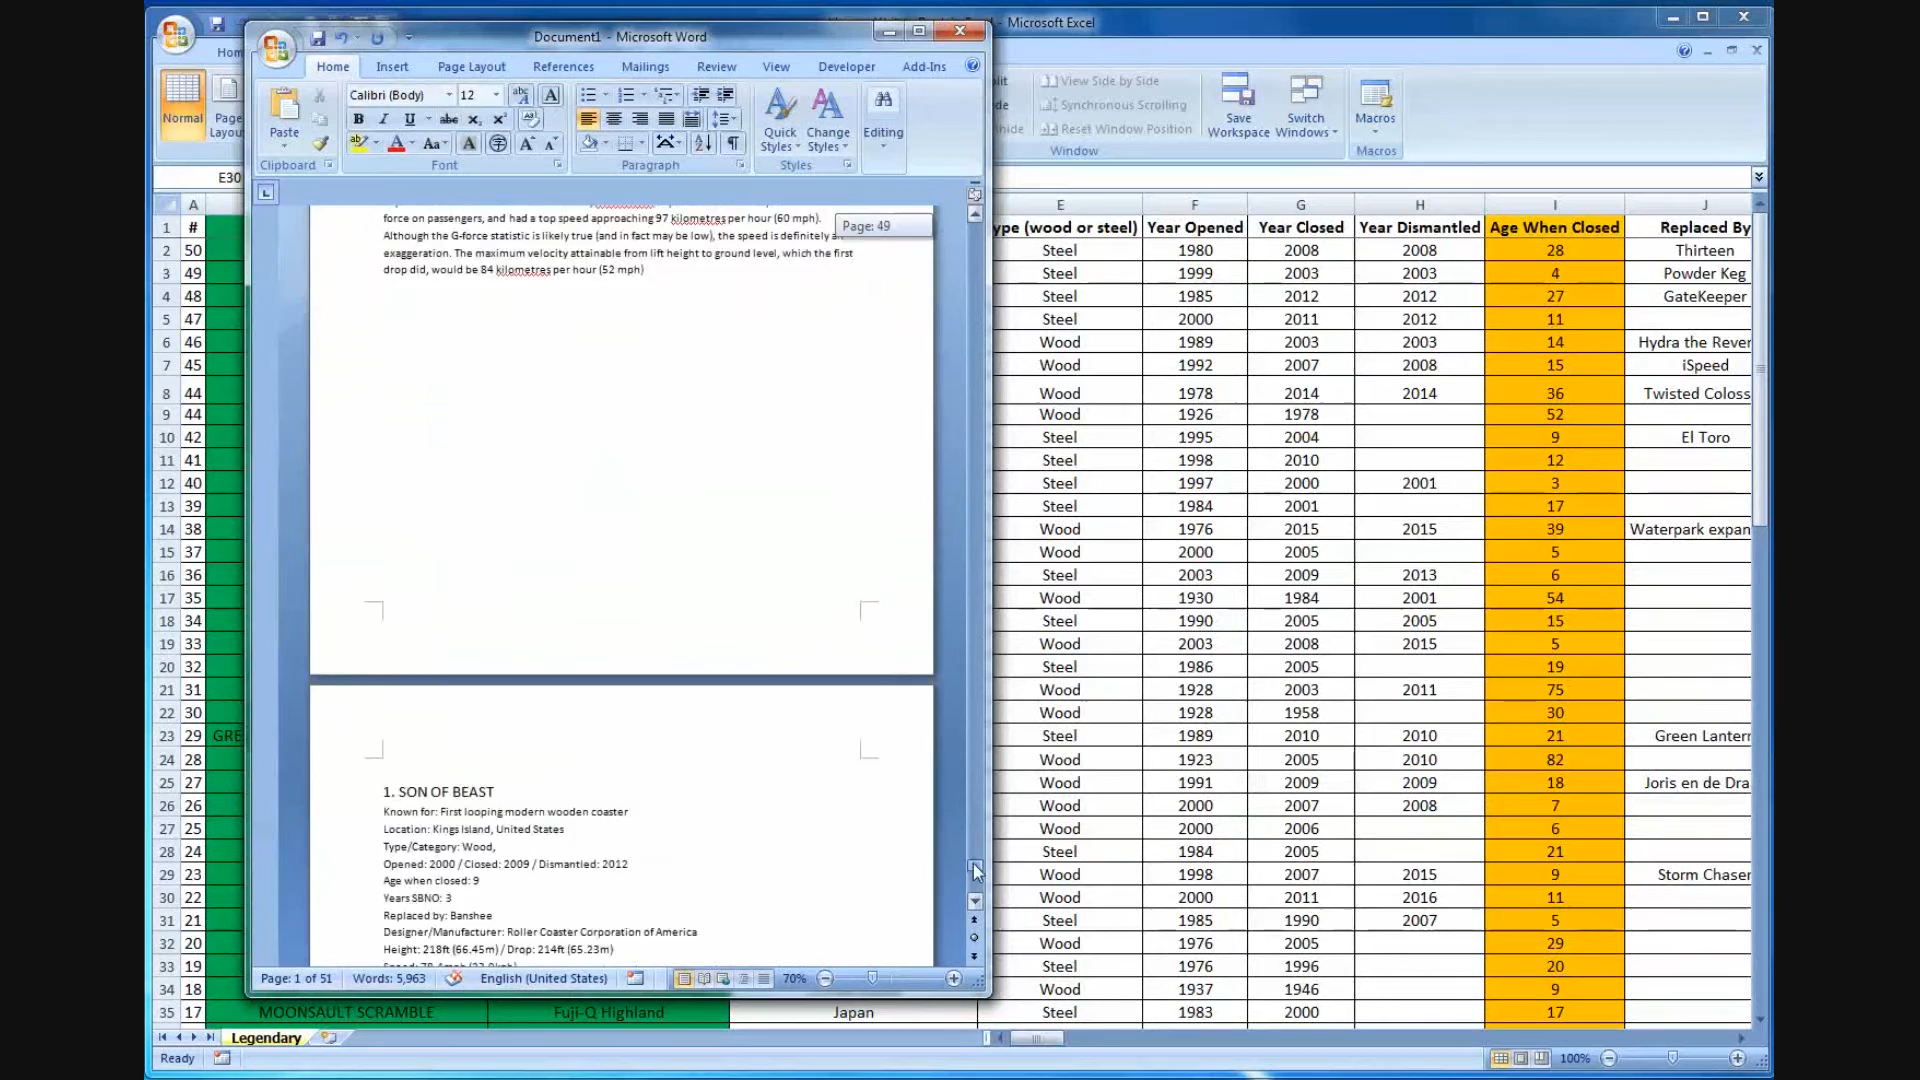 - Microsoft Excel
Document1 - Microsoft Word
Home Insert Page Layout References Mailings Review View Developer Add-Ins
Calibri (Body) 12
Paste
Quick Styles
Change Styles
Editing
Clipboard Font Paragraph Styles
Normal
Page
View Side by Side
Synchronous Scrolling
Reset Window Position
Window
Save Workspace
Switch Windows
Macros
Macros
E30
Page: 49
force on passengers, and had a top speed approaching 97 kilometres per hour (60 mph).
Although the G-force statistic is likely true (and in fact may be low), the speed is definitely an
exaggeration. The maximum velocity attainable from lift height to ground level, which the first
drop did, would be 84 kilometres per hour (52 mph)
1. SON OF BEAST
Known for: First looping modern wooden coaster
Location: Kings Island, United States
Type/Category: Wood,
Opened: 2000 / Closed: 2009 / Dismantled: 2012
Age when closed: 9
Years SBNO: 3
Replaced by: Banshee
Designer/Manufacturer: Roller Coaster Corporation of America
Height: 218ft (66.45m) / Drop: 214ft (65.23m)
Page: 1 of 51 Words: 5,963 English (United States) 70%
A E F G H I J
1 # ype (wood or steel) Year Opened Year Closed Year Dismantled Age When Closed Replaced By
2 50 Steel 1980 2008 2008 28 Thirteen
3 49 Steel 1999 2003 2003 4 Powder Keg
4 48 Steel 1985 2012 2012 27 GateKeeper
5 47 Steel 2000 2011 2012 11
6 46 Wood 1989 2003 2003 14 Hydra the Rever
7 45 Wood 1992 2007 2008 15 iSpeed
8 44 Wood 1978 2014 2014 36 Twisted Coloss
9 44 Wood 1926 1978 52
10 42 Steel 1995 2004 9 El Toro
11 41 Steel 1998 2010 12
12 40 Steel 1997 2000 2001 3
13 39 Steel 1984 2001 17
14 38 Wood 1976 2015 2015 39 Waterpark expan
15 37 Wood 2000 2005 5
16 36 Steel 2003 2009 2013 6
17 35 Wood 1930 1984 2001 54
18 34 Steel 1990 2005 2005 15
19 33 Wood 2003 2008 2015 5
20 32 Steel 1986 2005 19
21 31 Wood 1928 2003 2011 75
22 30 Wood 1928 1958 30
23 29 GRE Steel 1989 2010 2010 21 Green Lantern
24 28 Wood 1923 2005 2010 82
25 27 Wood 1991 2009 2009 18 Joris en de Dra
26 26 Wood 2000 2007 2008 7
27 25 Wood 2000 2006 6
28 24 Steel 1984 2005 21
29 23 Wood 1998 2007 2015 9 Storm Chaser
30 22 Wood 2000 2011 2016 11
31 21 Steel 1985 1990 2007 5
32 20 Wood 1976 2005 29
33 19 Steel 1976 1996 20
34 18 Wood 1937 1946 9
35 17 MOONSAULT SCRAMBLE Fuji-Q Highland Japan Steel 1983 2000 17
Legendary
Ready 100%